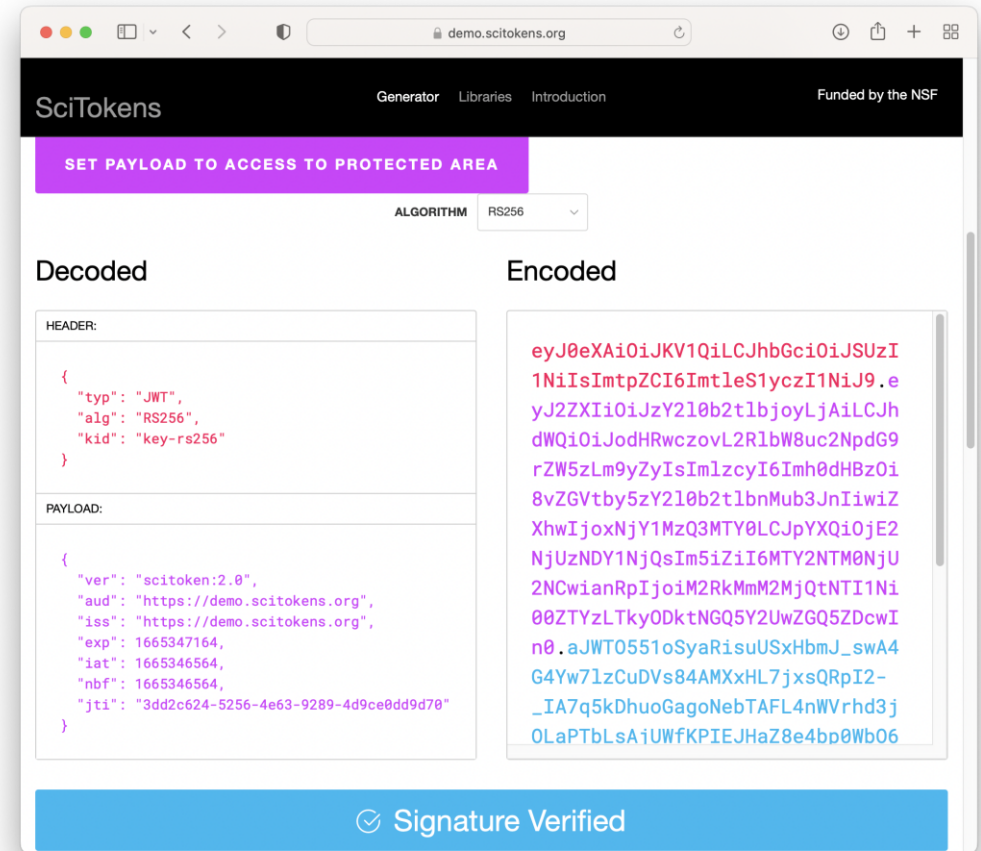 demo.scitokens.org
SciTokens
Generator Libraries Introduction
Funded by the NSF
SET PAYLOAD TO ACCESS TO PROTECTED AREA
ALGORITHM RS256
Decoded
HEADER:
{
"typ": "JWT",
"alg": "RS256",
"kid": "key-rs256"
}
PAYLOAD:
{
"ver": "scitoken:2.0",
"aud": "https://demo.scitokens.org",
"iss": "https://demo.scitokens.org",
"exp": 1665347164,
"iat": 1665346564,
"nbf": 1665346564,
"jti": "3dd2c624-5256-4e63-9289-4d9ce0dd9d70"
}
Encoded
eyJ0eXAiOiJKV1QiLCJhbGciOiJSUzI
1NiIsImtpZCI6ImtleS1yczI1NiJ9.e
yJ2ZXIiOiJzY2l0b2tlbjoyLjAiLCJh
dWQiOiJodHRwczovL2RlbW8uc2NpdG9
rZW5zLm9yZyIsImlzcyI6Imh0dHBzOi
8vZGVtby5zY2l0b2tlbnMub3JnIiwiZ
XhwIjoxNjY1MzQ3MTY0LCJpYXQiOjE2
NjUzNDY1NjQsIm5iZiI6MTY2NTM0NjU
2NCwianRpIjoiM2RkMmM2MjQtNTI1Ni
00ZTYzLTkyODktNGQ5Y2UwZGQ5ZDcwI
n0.aJWTO551oSyaRisuUSxHbmJ_swA4
G4Yw7lzCuDVs84AMXxHL7jxsQRpI2-
_IA7q5kDhuoGagoNebTAFL4nWVrhd3j
OLaPTbLsAjUWfKPIEJHaZ8e4bp0WbO6
Signature Verified